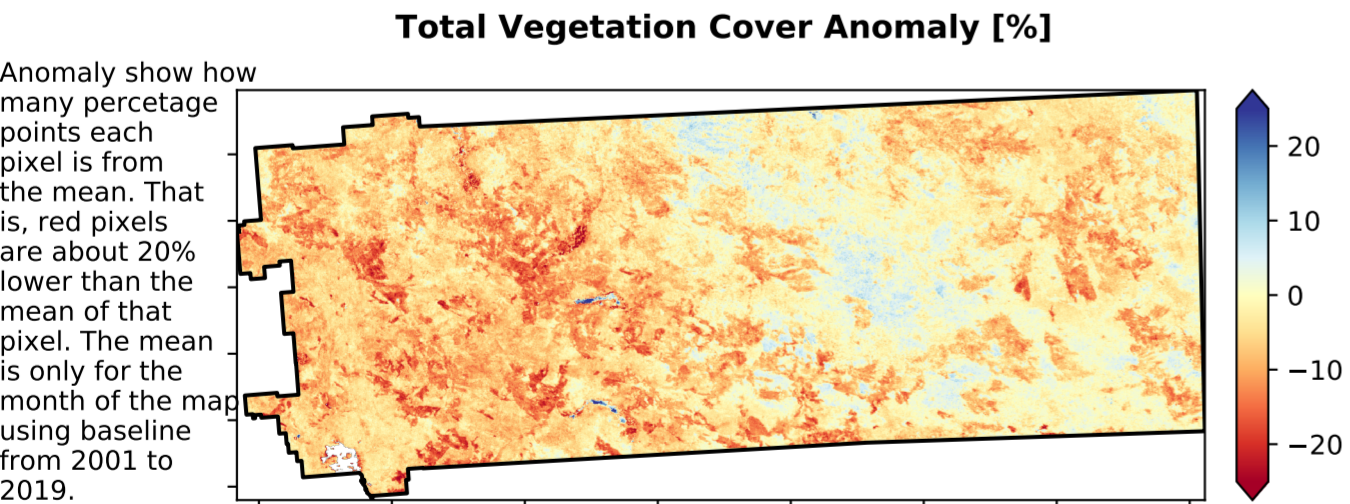 Total Vegetation Cover Anomaly [%]
Anomaly show how
many percetage
points each
pixel is from
the mean. That
is, red pixels
are about 20%
lower than the
mean of that
pixel. The mean
is only for the
month of the map
using baseline
from 2001 to
2019.
20
10
0
−10
−20